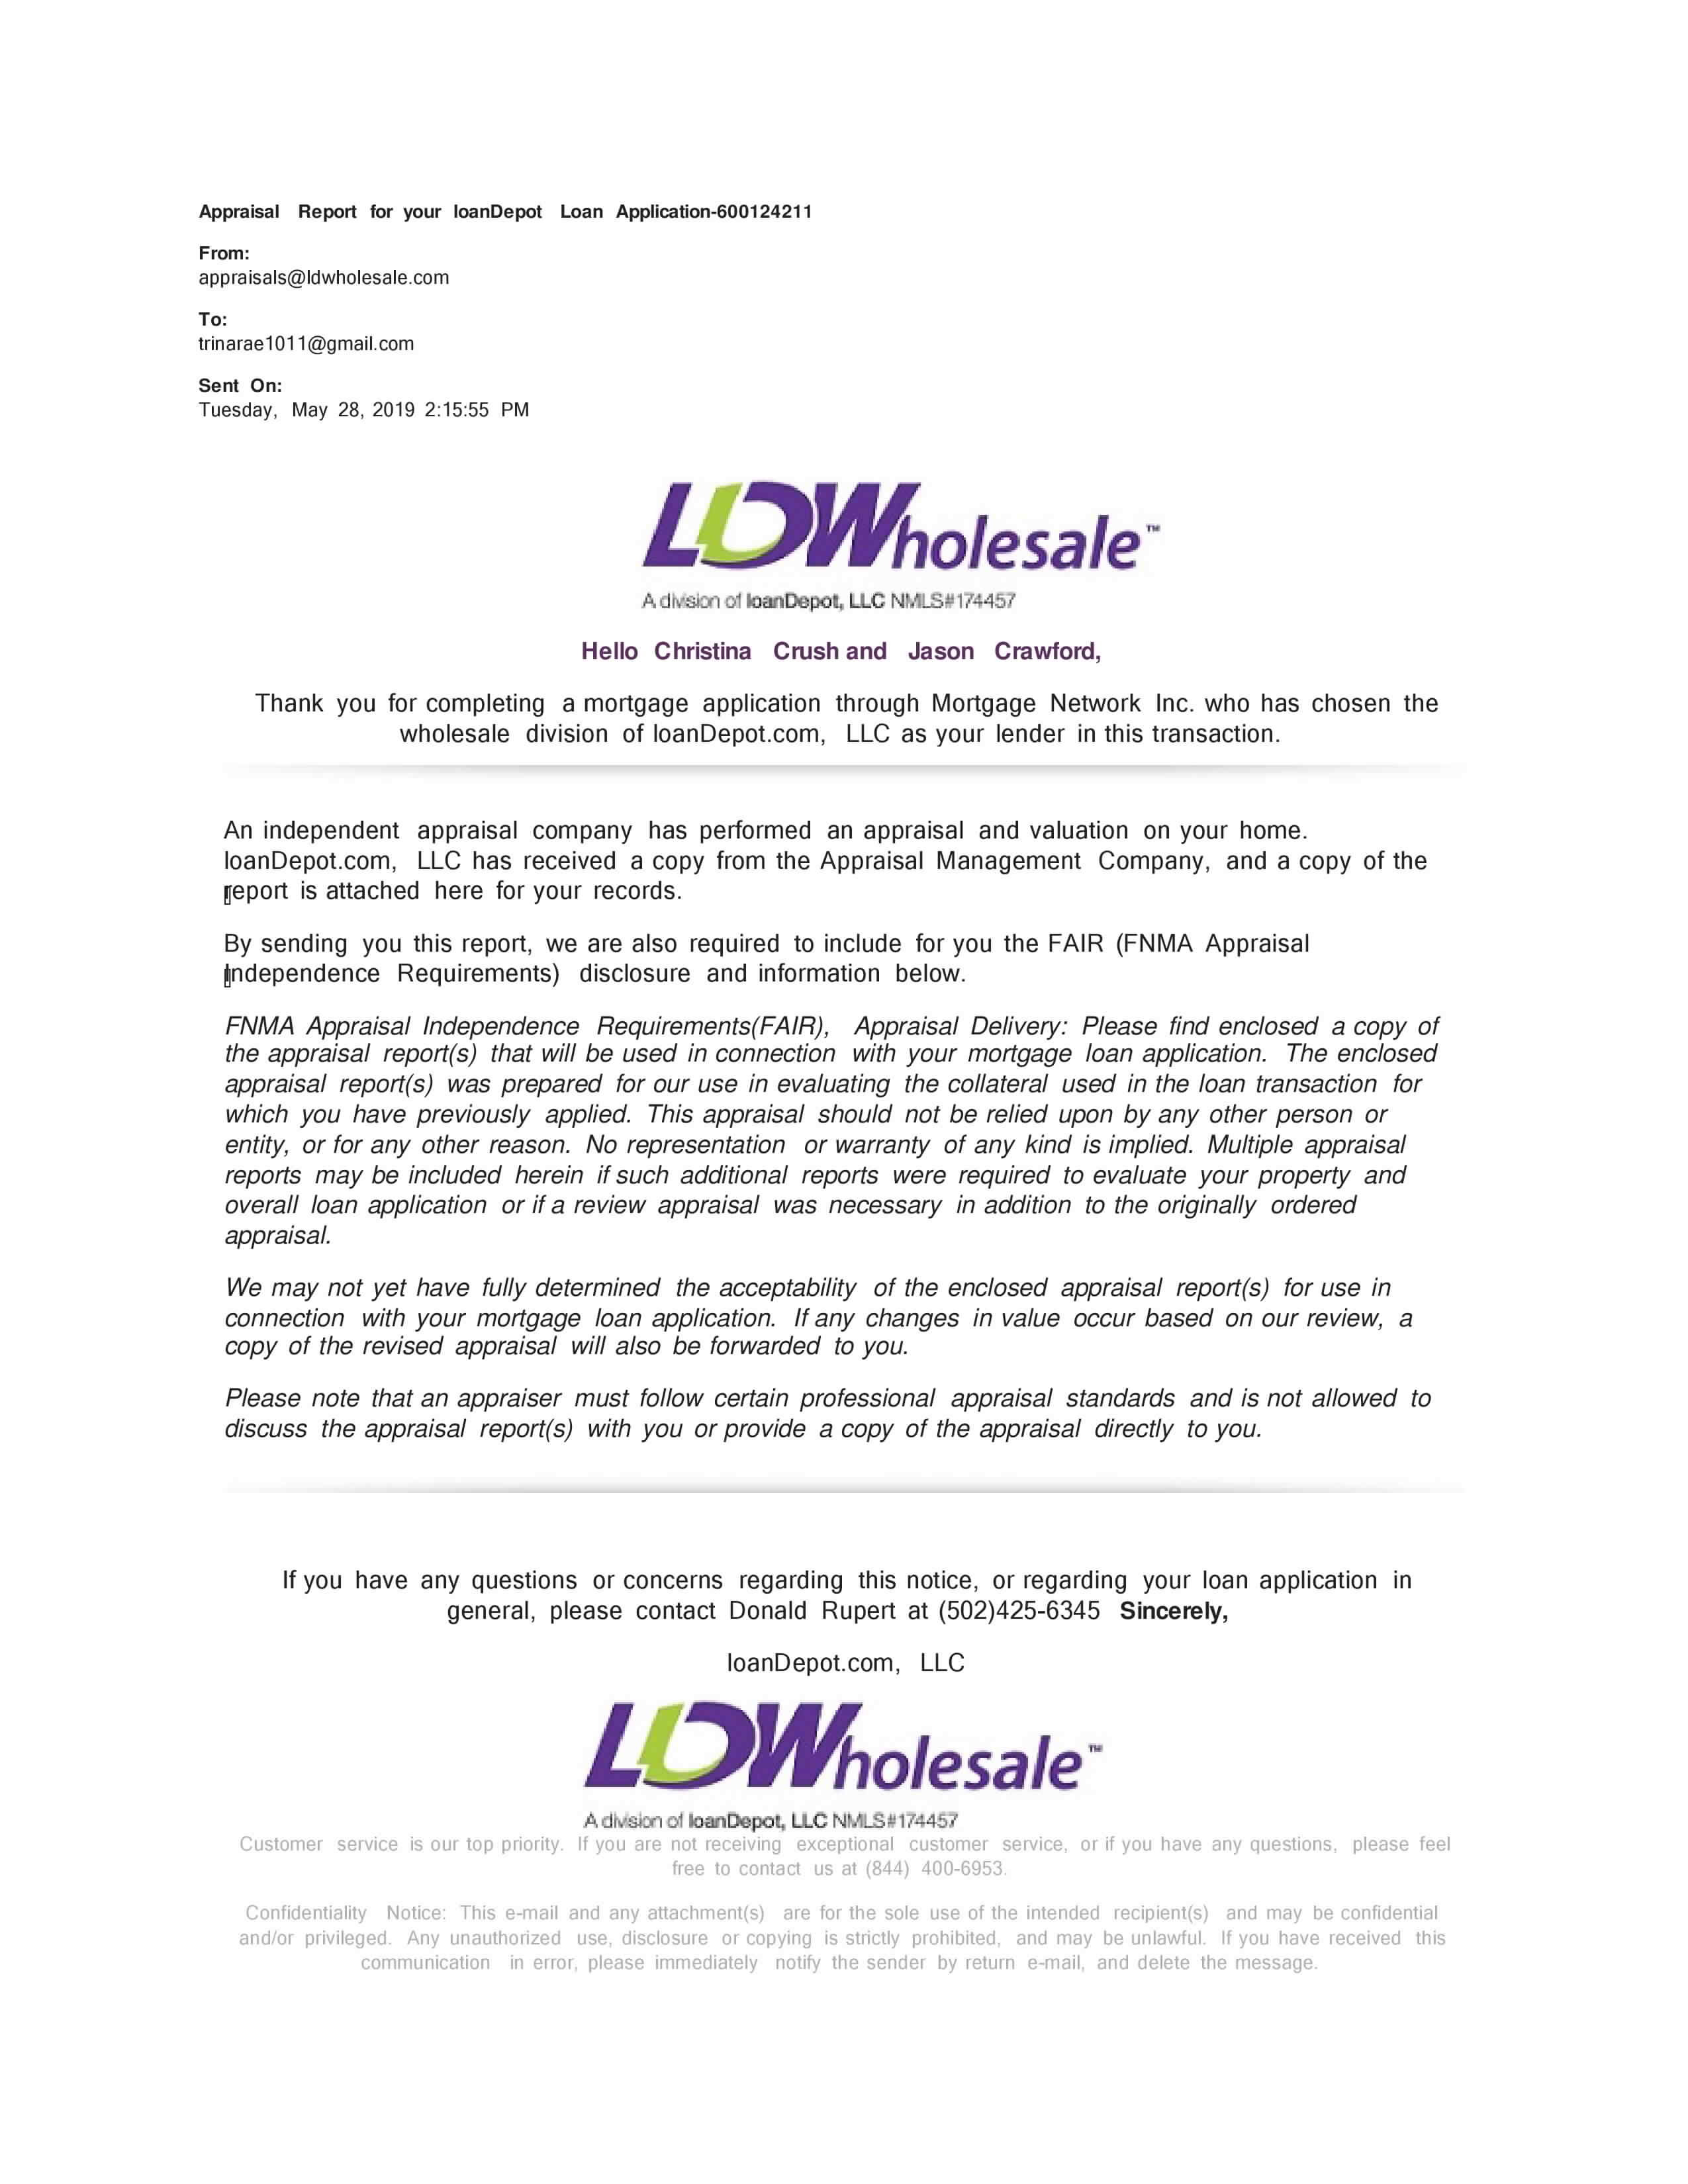 Appraisal Report for your loanDepot Loan Application-600124211
From:
appraisals@ldwholesale.com
To:
trinarae1011@gmail.com
Sent On:
Tuesday, May 28, 2019 2:15:55 PM
LDWholesale™
A division of loanDepot, LLC NMLS#174457
Hello Christina Crush and Jason Crawford,
Thank you for completing a mortgage application through Mortgage Network Inc. who has chosen the
wholesale division of loanDepot.com, LLC as your lender in this transaction.
An independent appraisal company has performed an appraisal and valuation on your home.
loanDepot.com, LLC has received a copy from the Appraisal Management Company, and a copy of the
report is attached here for your records.
By sending you this report, we are also required to include for you the FAIR (FNMA Appraisal
Independence Requirements) disclosure and information below.
FNMA Appraisal Independence Requirements(FAIR), Appraisal Delivery: Please find enclosed a copy of
the appraisal report(s) that will be used in connection with your mortgage loan application. The enclosed
appraisal report(s) was prepared for our use in evaluating the collateral used in the loan transaction for
which you have previously applied. This appraisal should not be relied upon by any other person or
entity, or for any other reason. No representation or warranty of any kind is implied. Multiple appraisal
reports may be included herein if such additional reports were required to evaluate your property and
overall loan application or if a review appraisal was necessary in addition to the originally ordered
appraisal.
We may not yet have fully determined the acceptability of the enclosed appraisal report(s) for use in
connection with your mortgage loan application. If any changes in value occur based on our review, a
copy of the revised appraisal will also be forwarded to you.
Please note that an appraiser must follow certain professional appraisal standards and is not allowed to
discuss the appraisal report(s) with you or provide a copy of the appraisal directly to you.
If you have any questions or concerns regarding this notice, or regarding your loan application in
general, please contact Donald Rupert at (502)425-6345 Sincerely,
loanDepot.com, LLC
LDWholesale™
A division of loanDepot, LLC NMLS#174457
Customer service is our top priority. If you are not receiving exceptional customer service, or if you have any questions, please feel
free to contact us at (844) 400-6953.
Confidentiality Notice: This e-mail and any attachment(s) are for the sole use of the intended recipient(s) and may be confidential
and/or privileged. Any unauthorized use, disclosure or copying is strictly prohibited, and may be unlawful. If you have received this
communication in error, please immediately notify the sender by return e-mail, and delete the message.